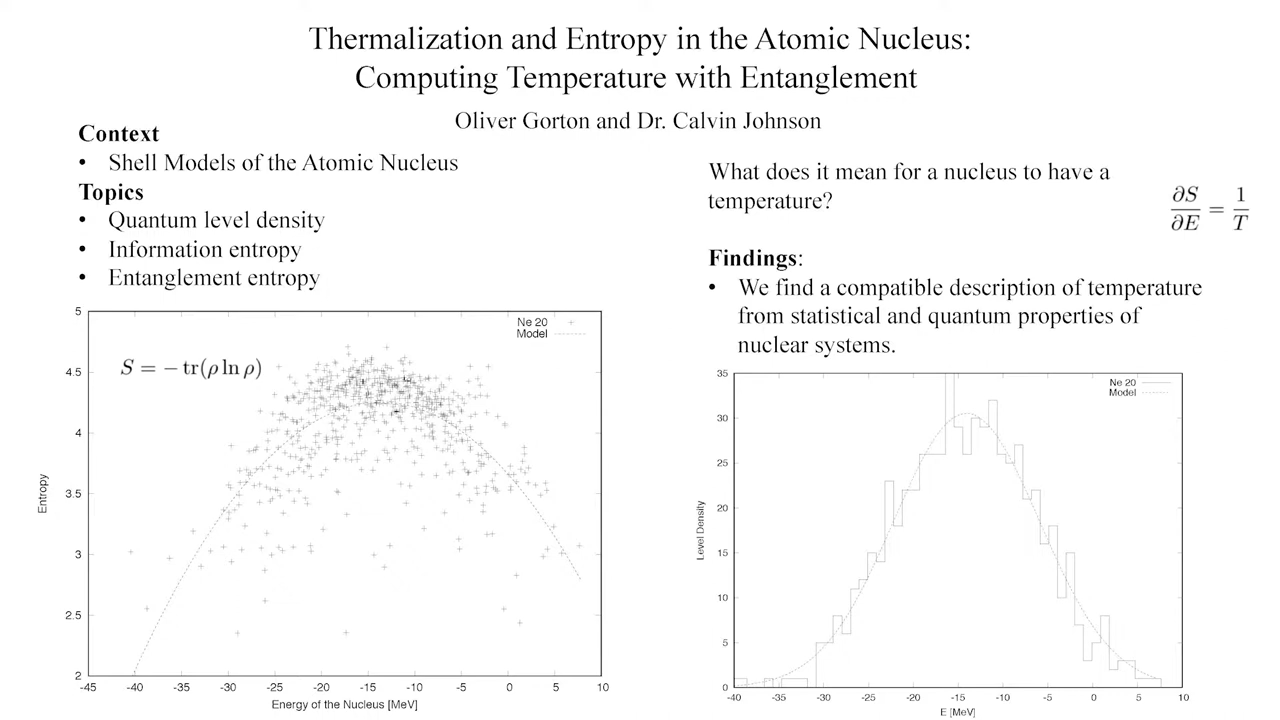 Thermalization and Entropy in the Atomic Nucleus:
Computing Temperature with Entanglement
Oliver Gorton and Dr. Calvin Johnson
Context
• Shell Models of the Atomic Nucleus
Topics
• Quantum level density
• Information entropy
• Entanglement entropy
What does it mean for a nucleus to have a
temperature?
∂S/∂E = 1/T
Findings:
• We find a compatible description of temperature
from statistical and quantum properties of
nuclear systems.
5
4.5
4
3.5
3
2.5
2
Entropy
Ne 20
Model
S = − tr(ρ ln ρ)
-45 -40 -35 -30 -25 -20 -15 -10 -5 0 5 10
Energy of the Nucleus [MeV]
35
30
25
20
15
10
5
0
Level Density
Ne 20
Model
-40 -35 -30 -25 -20 -15 -10 -5 0 5 10
E [MeV]